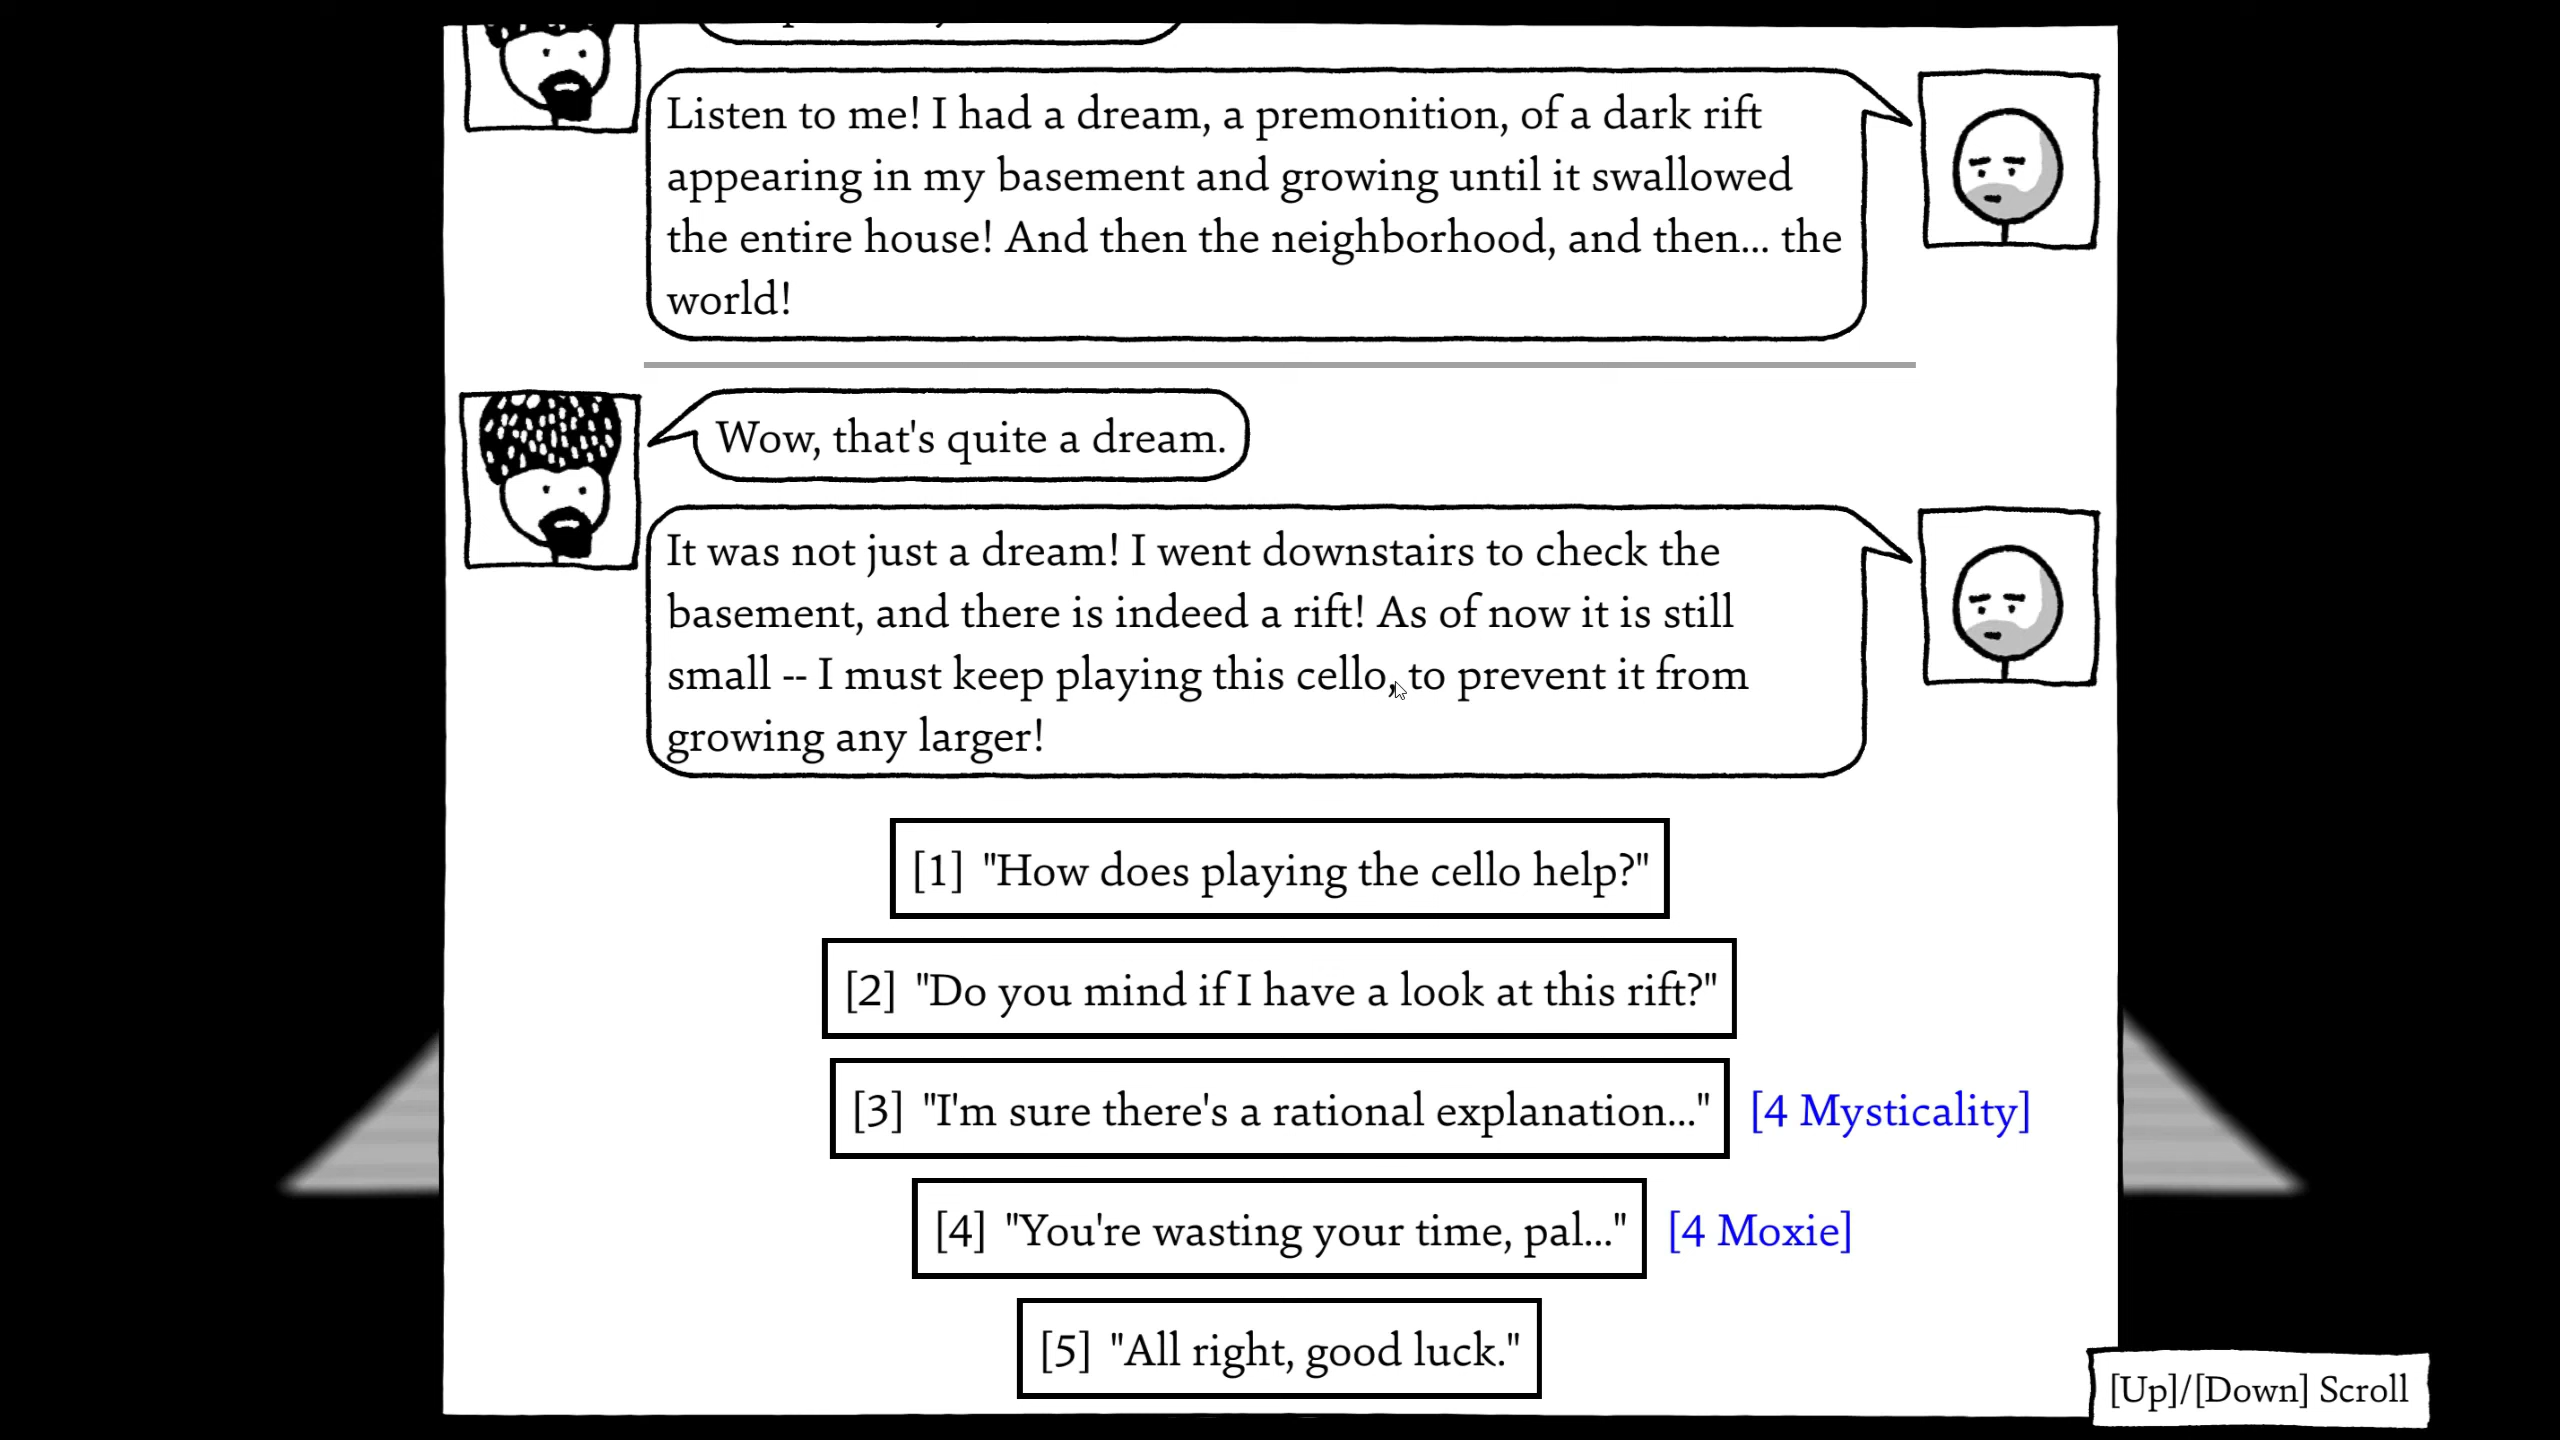 Listen to me! I had a dream, a premonition, of a dark rift
appearing in my basement and growing until it swallowed
the entire house! And then the neighborhood, and then... the
world!
Wow, that's quite a dream.
It was not just a dream! I went downstairs to check the
basement, and there is indeed a rift! As of now it is still
small -- I must keep playing this cello, to prevent it from
growing any larger!
[1] "How does playing the cello help?"
[2] "Do you mind if I have a look at this rift?"
[3] "I'm sure there's a rational explanation..." [4 Mysticality]
[4] "You're wasting your time, pal..." [4 Moxie]
[5] "All right, good luck."
[Up]/[Down] Scroll